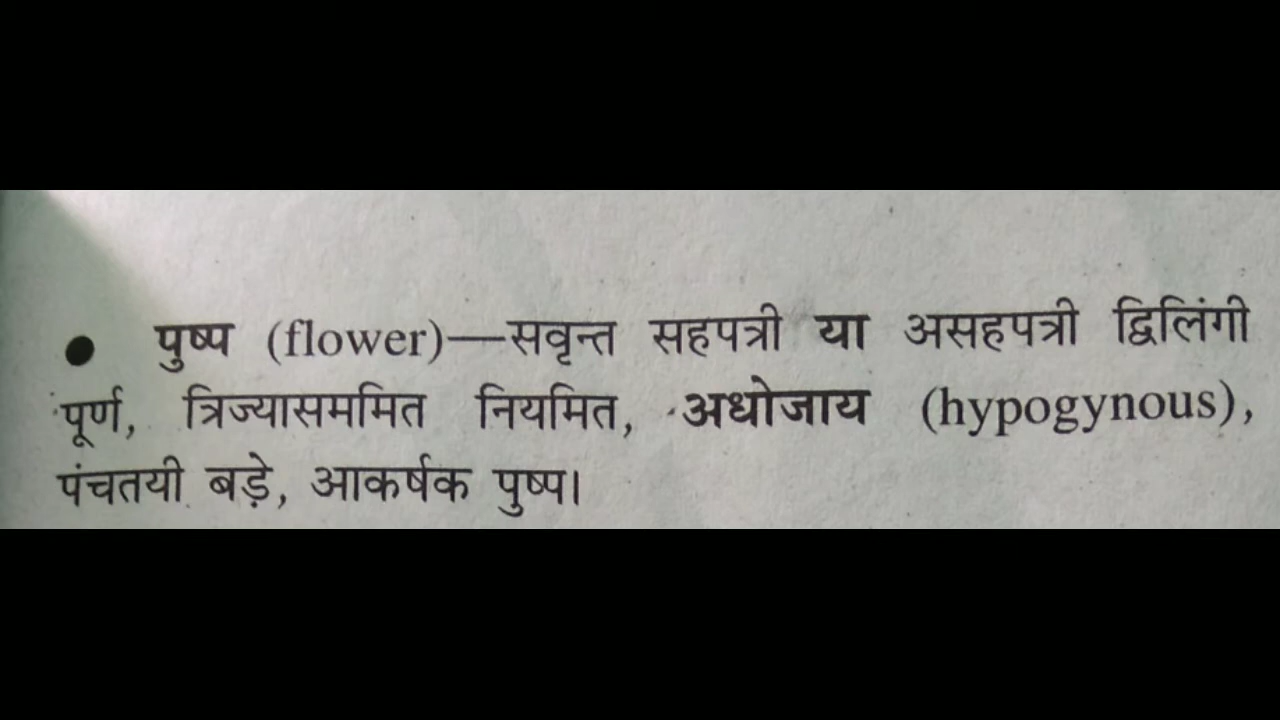 ● पुष्प (flower)—सवृन्त सहपत्री या असहपत्री द्विलिंगी
पूर्ण, त्रिज्यासममित नियमित, अधोजाय (hypogynous),
पंचतयी बड़े, आकर्षक पुष्प।